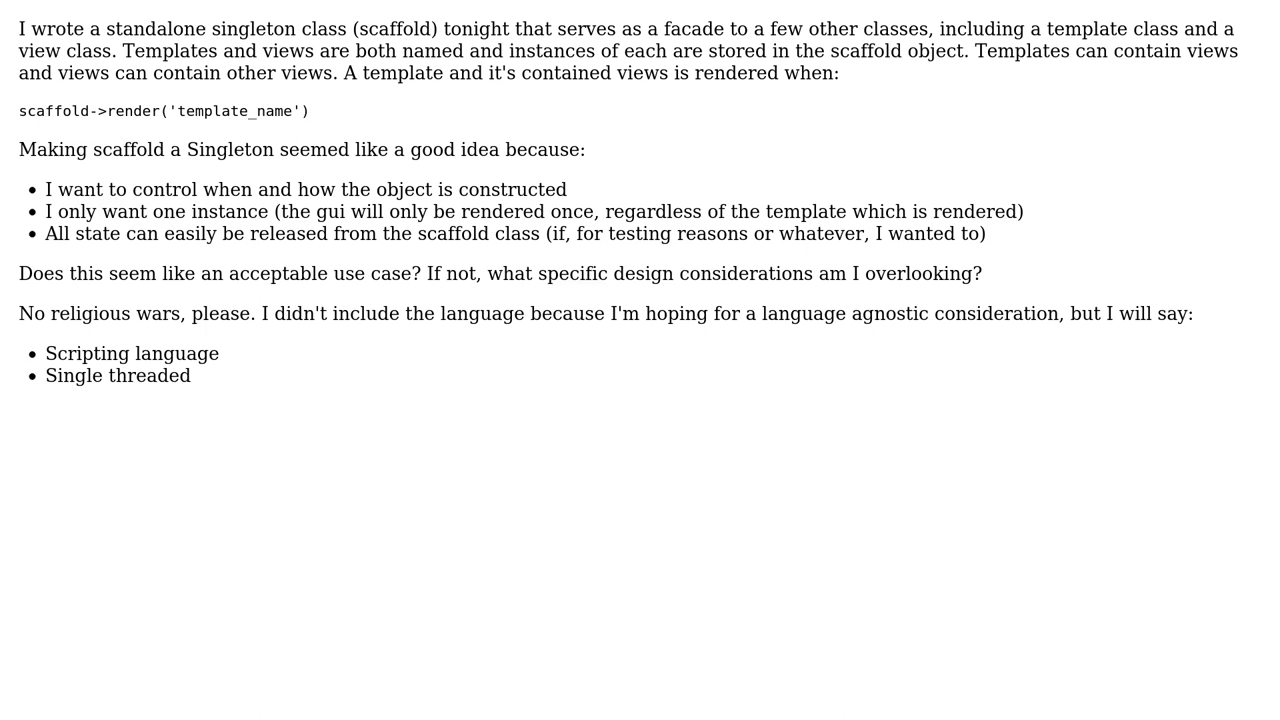 I wrote a standalone singleton class (scaffold) tonight that serves as a facade to a few other classes, including a template class and a
view class. Templates and views are both named and instances of each are stored in the scaffold object. Templates can contain views
and views can contain other views. A template and it's contained views is rendered when:
scaffold->render('template_name')
Making scaffold a Singleton seemed like a good idea because:
• I want to control when and how the object is constructed
• I only want one instance (the gui will only be rendered once, regardless of the template which is rendered)
• All state can easily be released from the scaffold class (if, for testing reasons or whatever, I wanted to)
Does this seem like an acceptable use case? If not, what specific design considerations am I overlooking?
No religious wars, please. I didn't include the language because I'm hoping for a language agnostic consideration, but I will say:
• Scripting language
• Single threaded